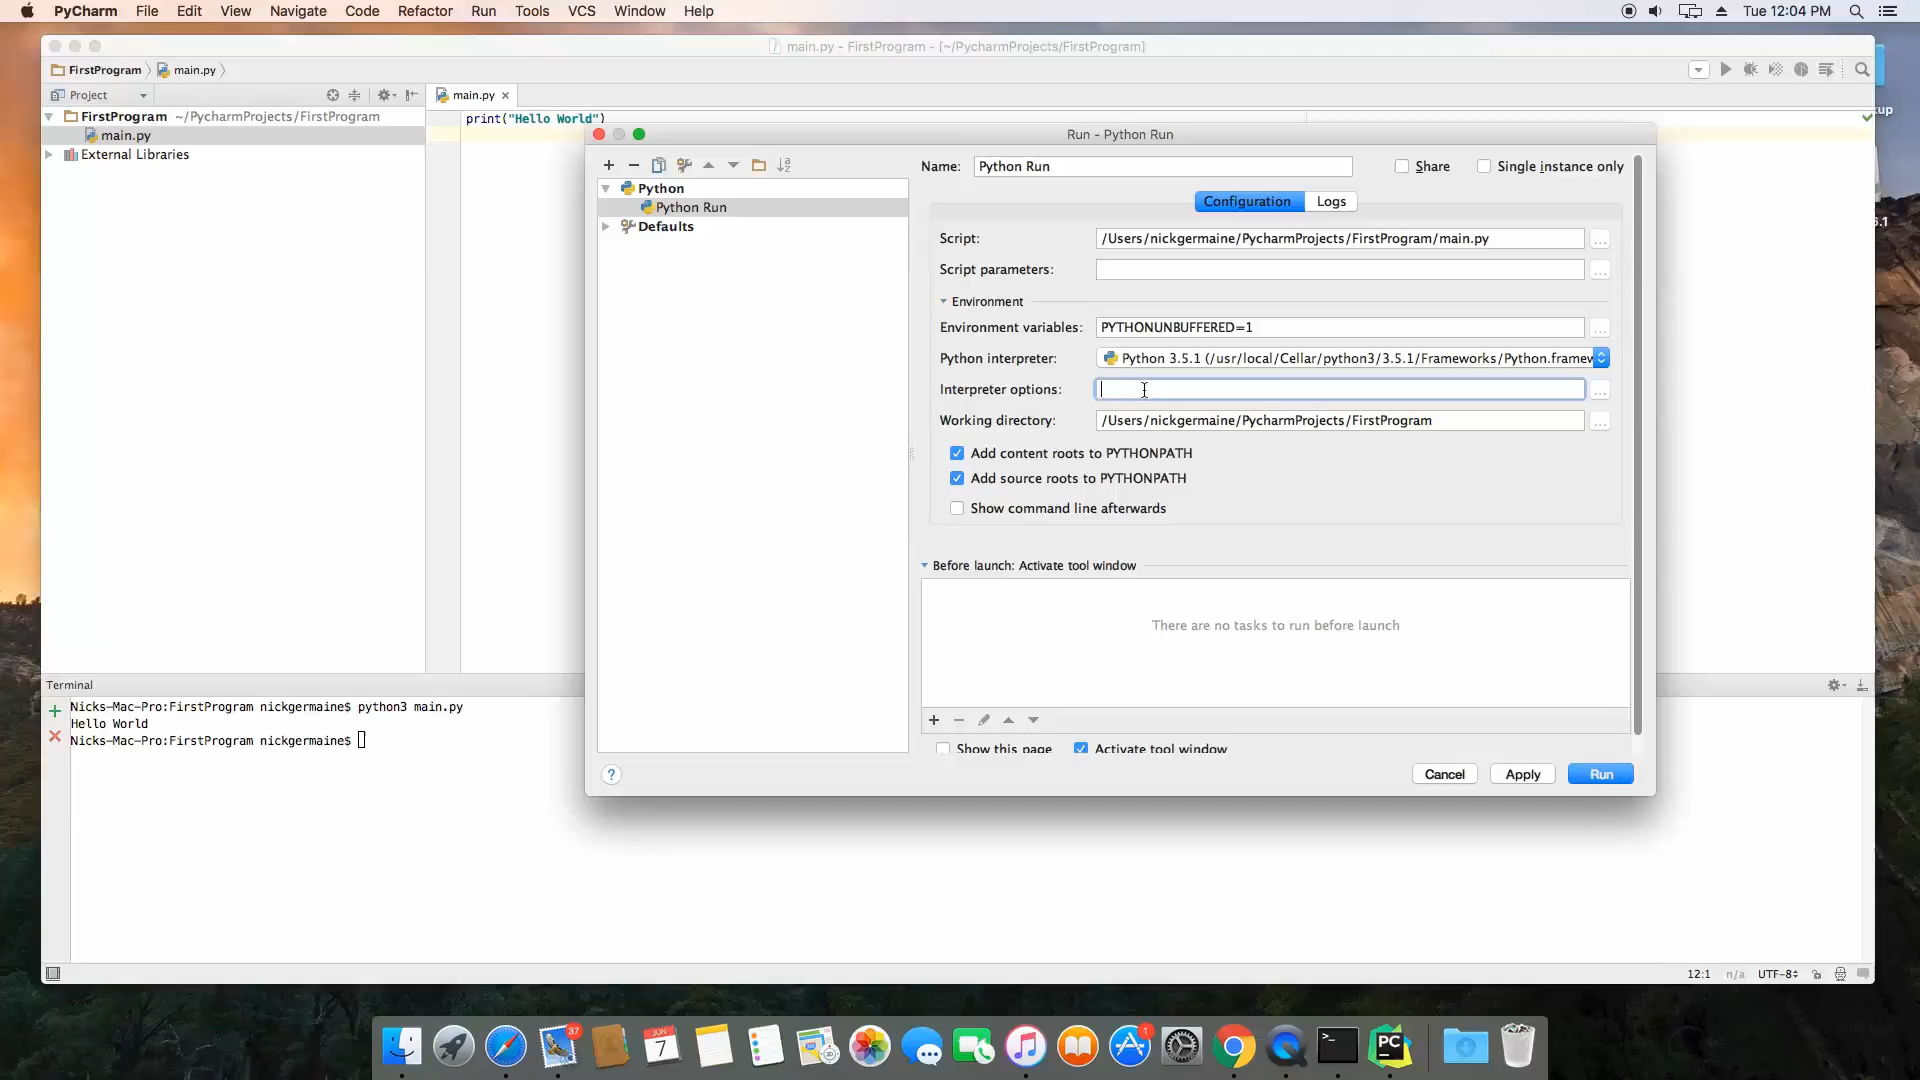 PyCharm File Edit View Navigate Code Refactor Run Tools VCS Window Help Tue 12:04 PM
main.py - FirstProgram - [~/PycharmProjects/FirstProgram]
FirstProgram main.py
Project main.py
FirstProgram ~/PycharmProjects/FirstProgram
main.py
External Libraries
print("Hello World")
Run - Python Run
Python
Python Run
Defaults
Name: Python Run Share Single instance only
Configuration Logs
Script: /Users/nickgermaine/PycharmProjects/FirstProgram/main.py
Script parameters:
Environment
Environment variables: PYTHONUNBUFFERED=1
Python interpreter: Python 3.5.1 (/usr/local/Cellar/python3/3.5.1/Frameworks/Python.framew
Interpreter options:
Working directory: /Users/nickgermaine/PycharmProjects/FirstProgram
Add content roots to PYTHONPATH
Add source roots to PYTHONPATH
Show command line afterwards
Before launch: Activate tool window
There are no tasks to run before launch
Show this page Activate tool window
? Cancel Apply Run
Terminal
Nicks-Mac-Pro:FirstProgram nickgermaine$ python3 main.py
Hello World
Nicks-Mac-Pro:FirstProgram nickgermaine$
12:1 n/a UTF-8
37
JUN
7
1
PC